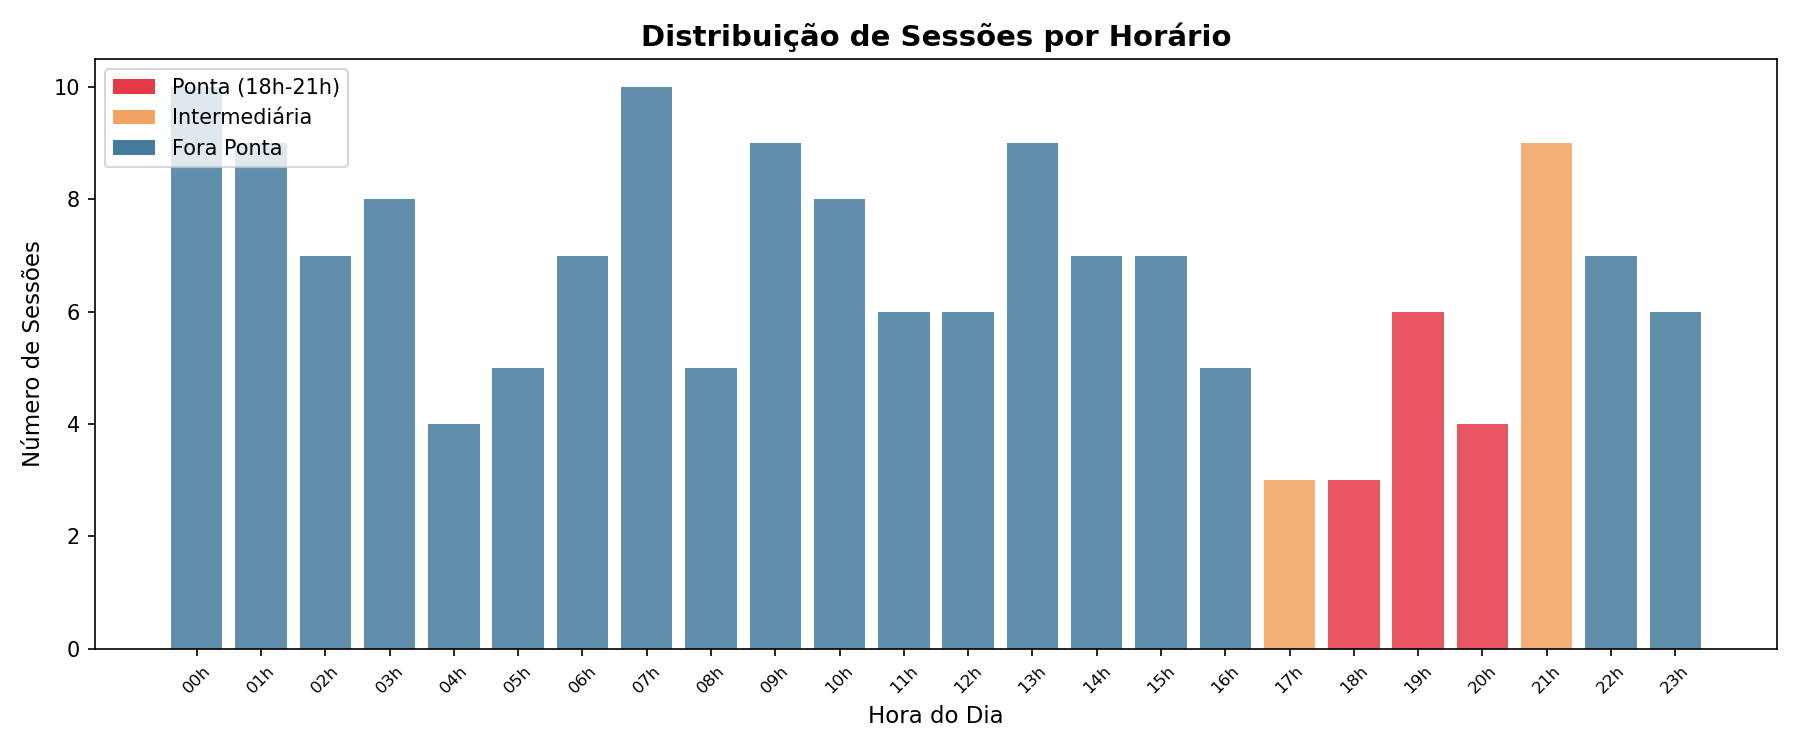 Distribuição de Sessões por Horário
Ponta (18h-21h)
Intermediária
Fora Ponta
Número de Sessões
10
8
6
4
2
0
00h 01h 02h 03h 04h 05h 06h 07h 08h 09h 10h 11h 12h 13h 14h 15h 16h 17h 18h 19h 20h 21h 22h 23h
Hora do Dia